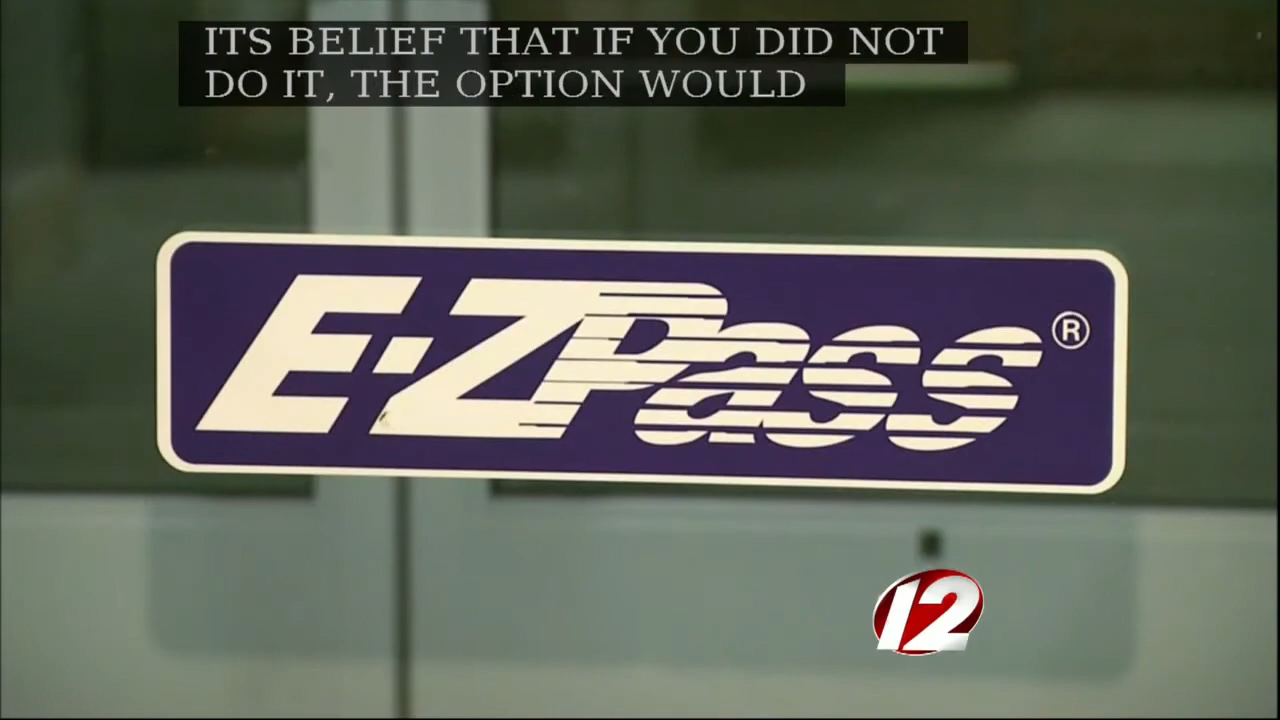 ITS BELIEF THAT IF YOU DID NOT
DO IT, THE OPTION WOULD
E-ZPass®
12